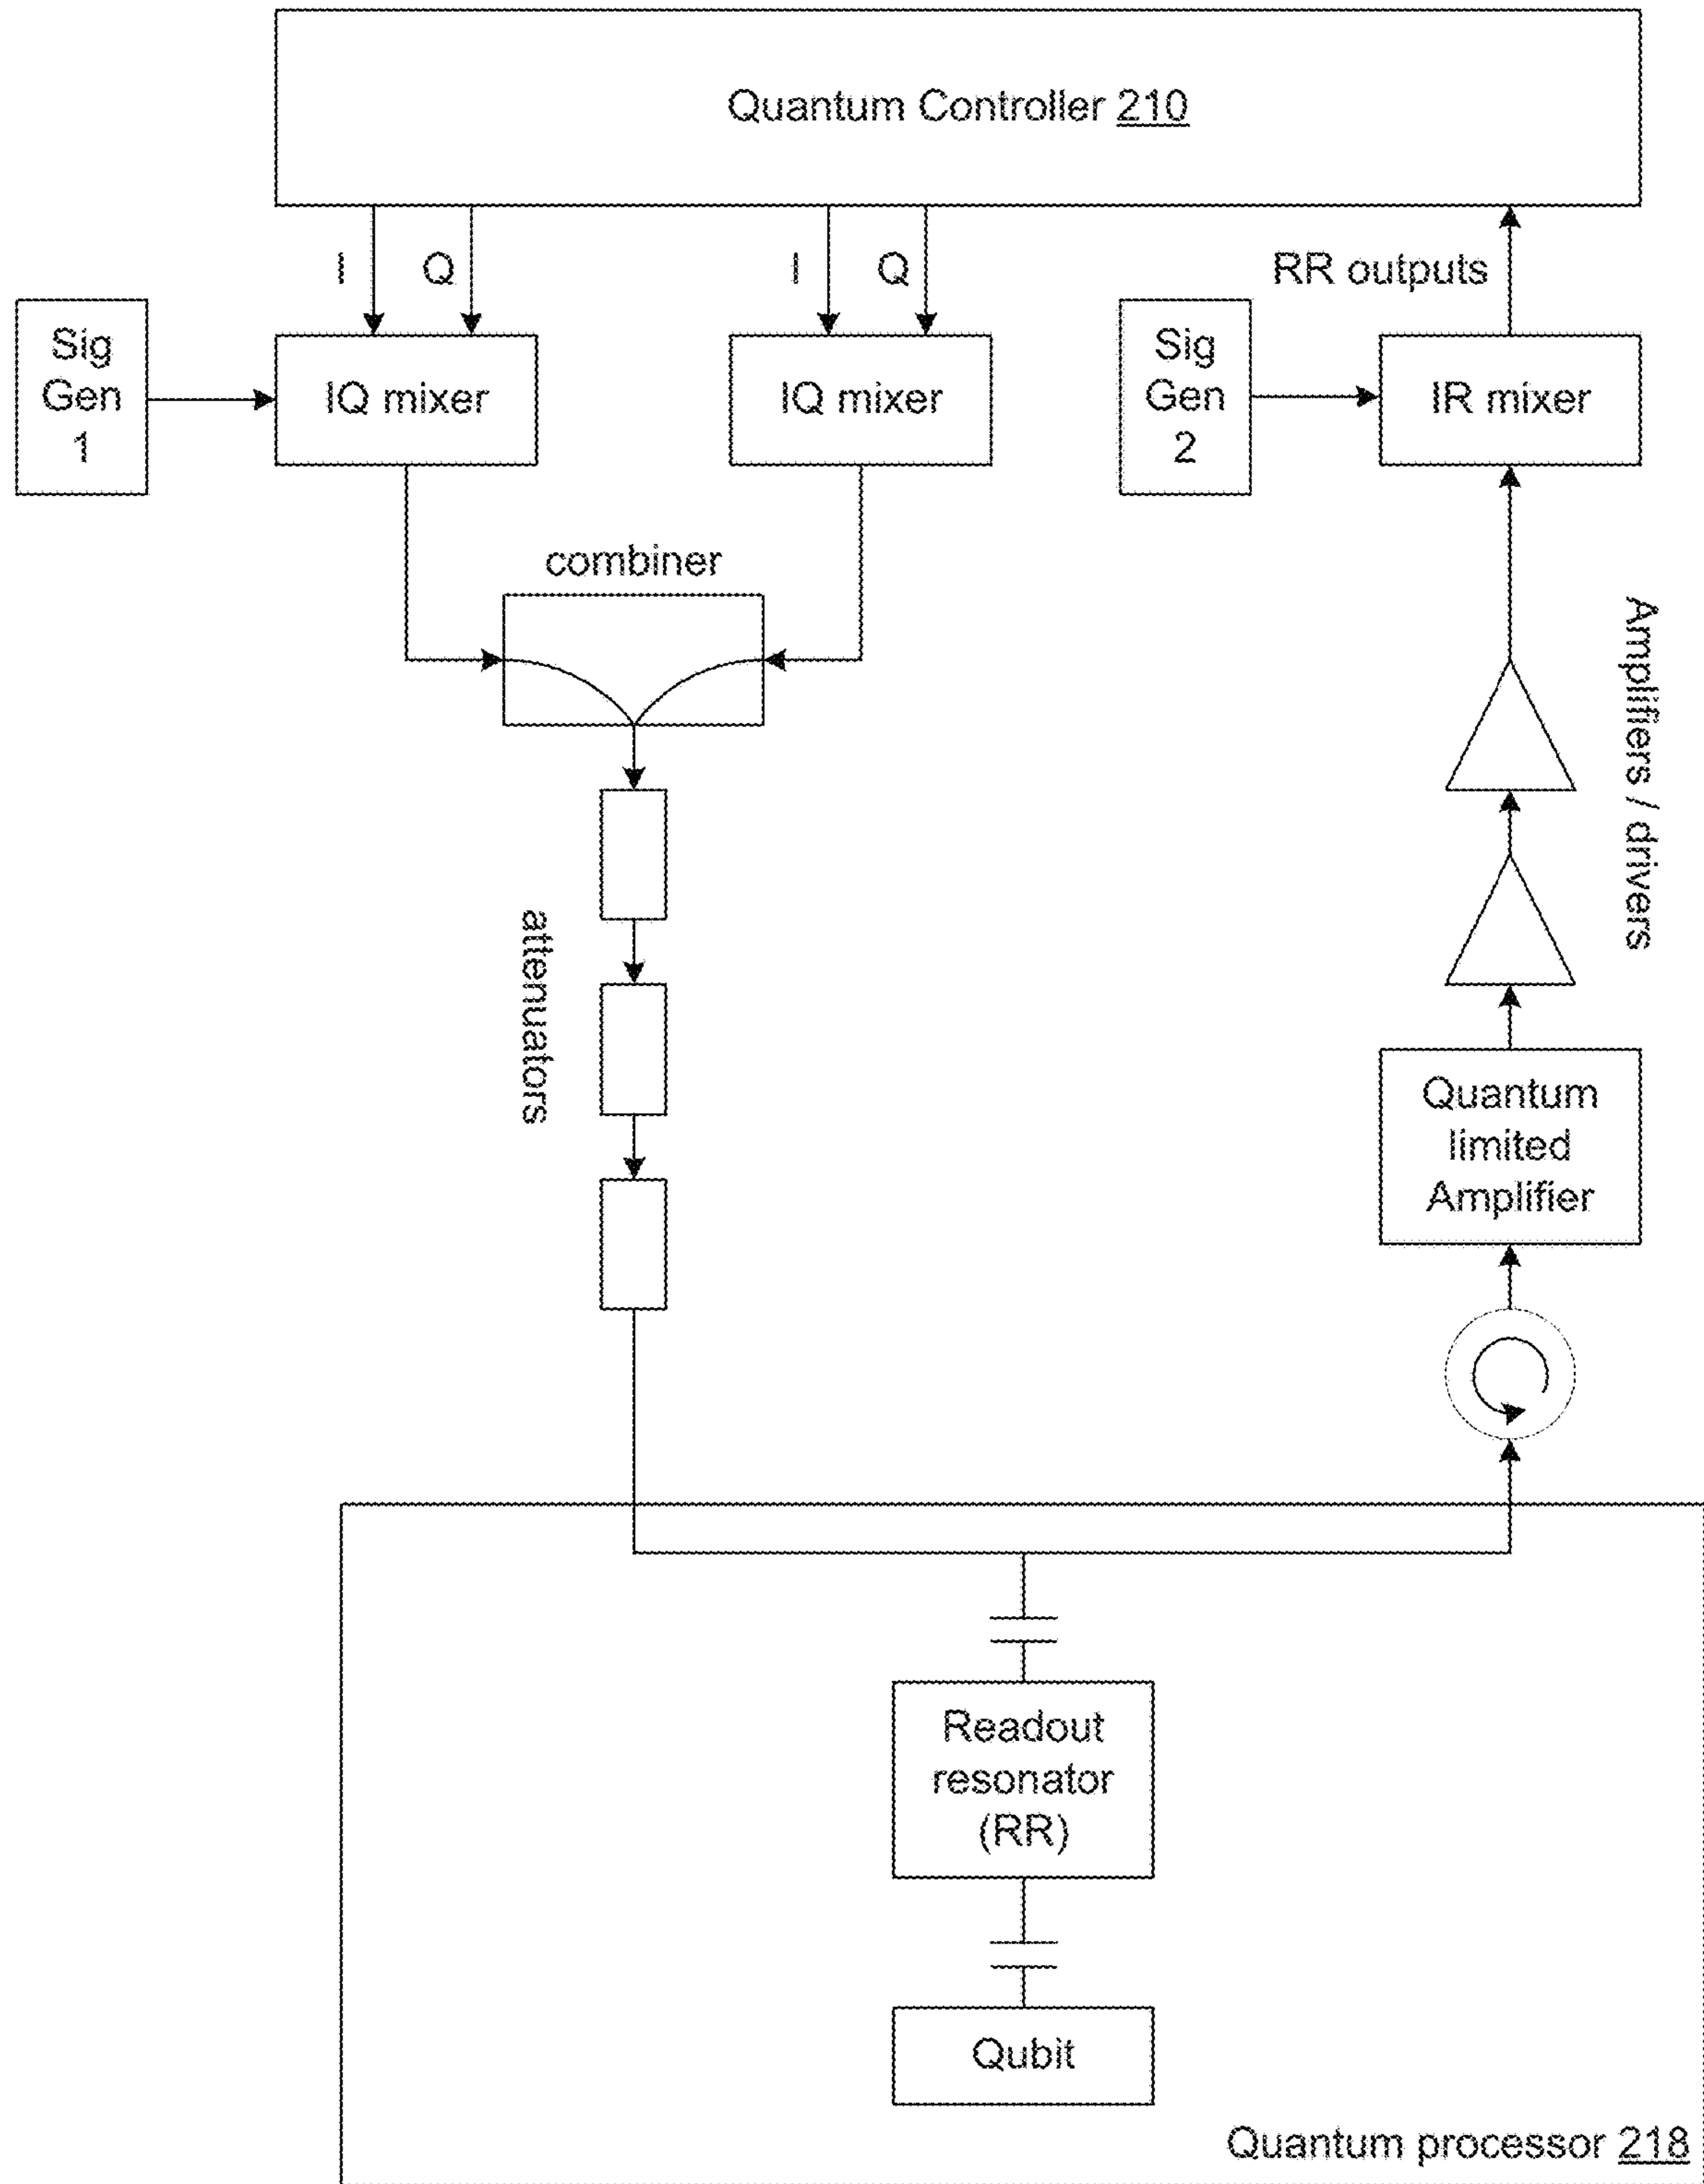 Quantum Controller 210
I
Q
I
Q
RR outputs
Sig
Gen
1
IQ mixer
IQ mixer
Sig
Gen
2
IR mixer
combiner
Amplifiers / drivers
attenuators
Quantum
limited
Amplifier
Readout
resonator
(RR)
Qubit
Quantum processor 218